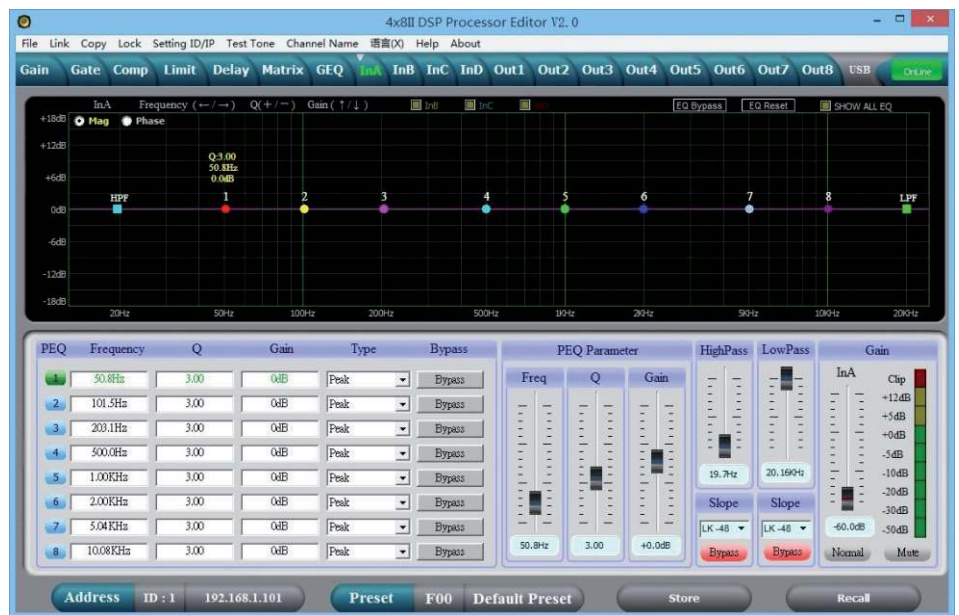 4x8II DSP Processor Editor V2. 0
File Link Copy Lock Setting ID/IP Test Tone Channel Name 语言(X) Help About
Gain Gate Comp Limit Delay Matrix GEQ InA InB InC InD Out1 Out2 Out3 Out4 Out5 Out6 Out7 Out8 USB OnLine
InA Frequency (←/→) Q(+/−) Gain(↑/↓) InB InC InD EQ Bypass EQ Reset SHOW ALL EQ
+18dB Mag Phase
+12dB
Q:3.00
50.8Hz
+6dB 0.0dB
HPF 1 2 3 4 5 6 7 8 LPF
0dB
-6dB
-12dB
-18dB
20Hz 50Hz 100Hz 200Hz 500Hz 1KHz 2KHz 5KHz 10KHz 20KHz
PEQ Frequency Q Gain Type Bypass
1 50.8Hz 3.00 0dB Peak Bypass
2 101.5Hz 3.00 0dB Peak Bypass
3 203.1Hz 3.00 0dB Peak Bypass
4 500.0Hz 3.00 0dB Peak Bypass
5 1.00KHz 3.00 0dB Peak Bypass
6 2.00KHz 3.00 0dB Peak Bypass
7 5.04KHz 3.00 0dB Peak Bypass
8 10.08KHz 3.00 0dB Peak Bypass
PEQ Parameter
Freq Q Gain
50.8Hz 3.00 +0.0dB
HighPass LowPass
19.7Hz 20.16KHz
Slope Slope
LK-48 LK-48
Bypass Bypass
Gain
InA Clip
+12dB
+5dB
+0dB
-5dB
-10dB
-20dB
-30dB
-60.0dB -50dB
Normal Mute
Address ID : 1 192.168.1.101 Preset F00 Default Preset Store Recall